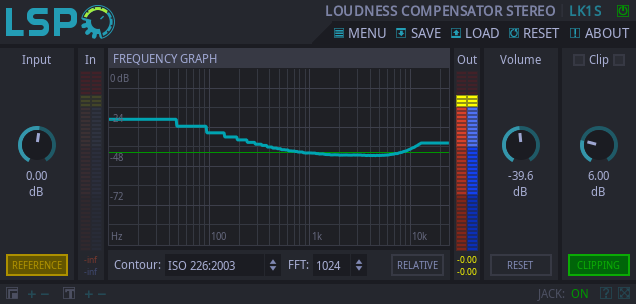 LSP
LOUDNESS COMPENSATOR STEREO LK1S
MENU SAVE LOAD RESET ABOUT
Input In FREQUENCY GRAPH Out Volume Clip
0 dB
-24
-48
-72
Hz 100 1k 10k
0.00
dB
-39.6
dB
6.00
dB
REFERENCE
-inf
-inf
Contour: ISO 226:2003 FFT: 1024 RELATIVE
-0.00
-0.00
RESET
CLIPPING
JACK: ON